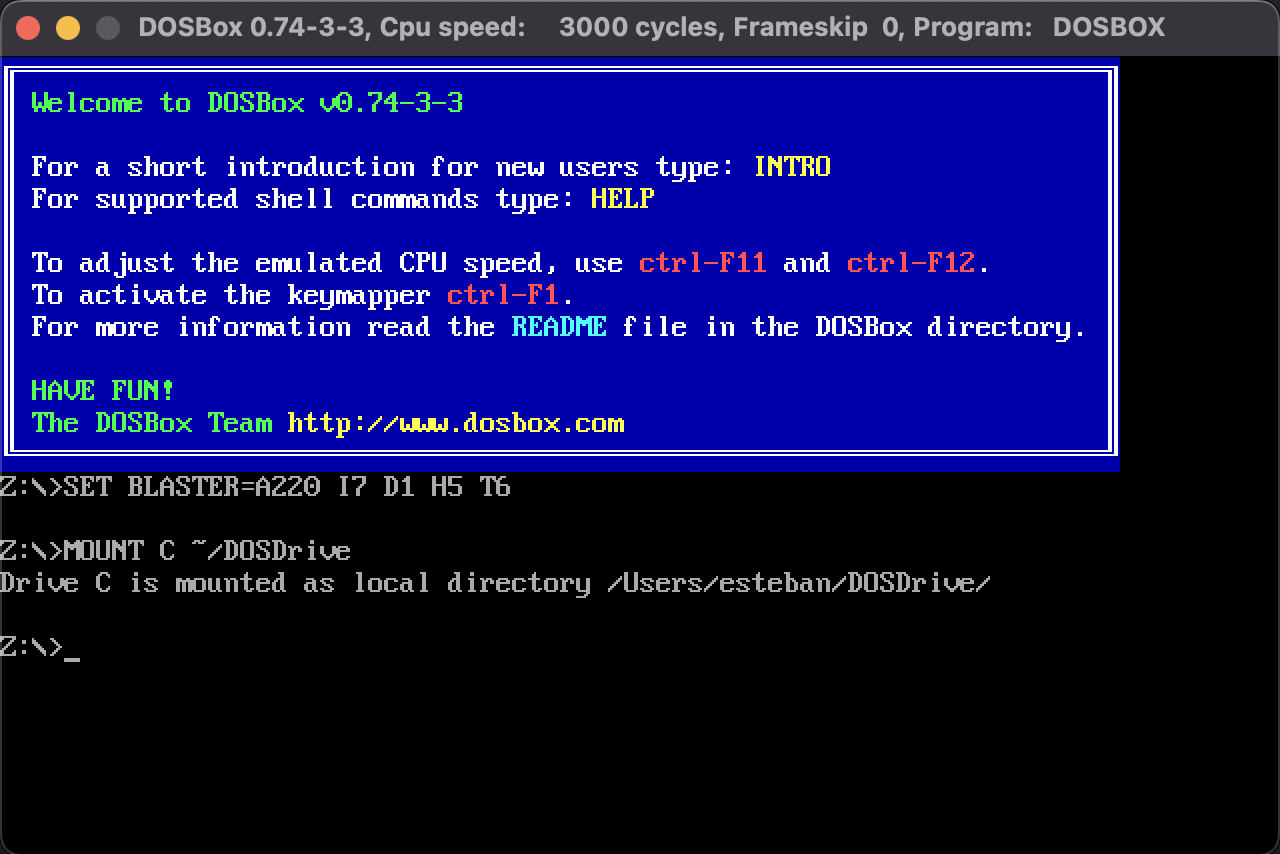 DOSBox 0.74-3-3, Cpu speed: 3000 cycles, Frameskip 0, Program: DOSBOX
Welcome to DOSBox v0.74-3-3
For a short introduction for new users type: INTRO
For supported shell commands type: HELP
To adjust the emulated CPU speed, use ctrl-F11 and ctrl-F12.
To activate the keymapper ctrl-F1.
For more information read the README file in the DOSBox directory.
HAVE FUN!
The DOSBox Team http://www.dosbox.com
Z:\>SET BLASTER=A220 I7 D1 H5 T6
Z:\>MOUNT C ~/DOSDrive
Drive C is mounted as local directory /Users/esteban/DOSDrive/
Z:\>_